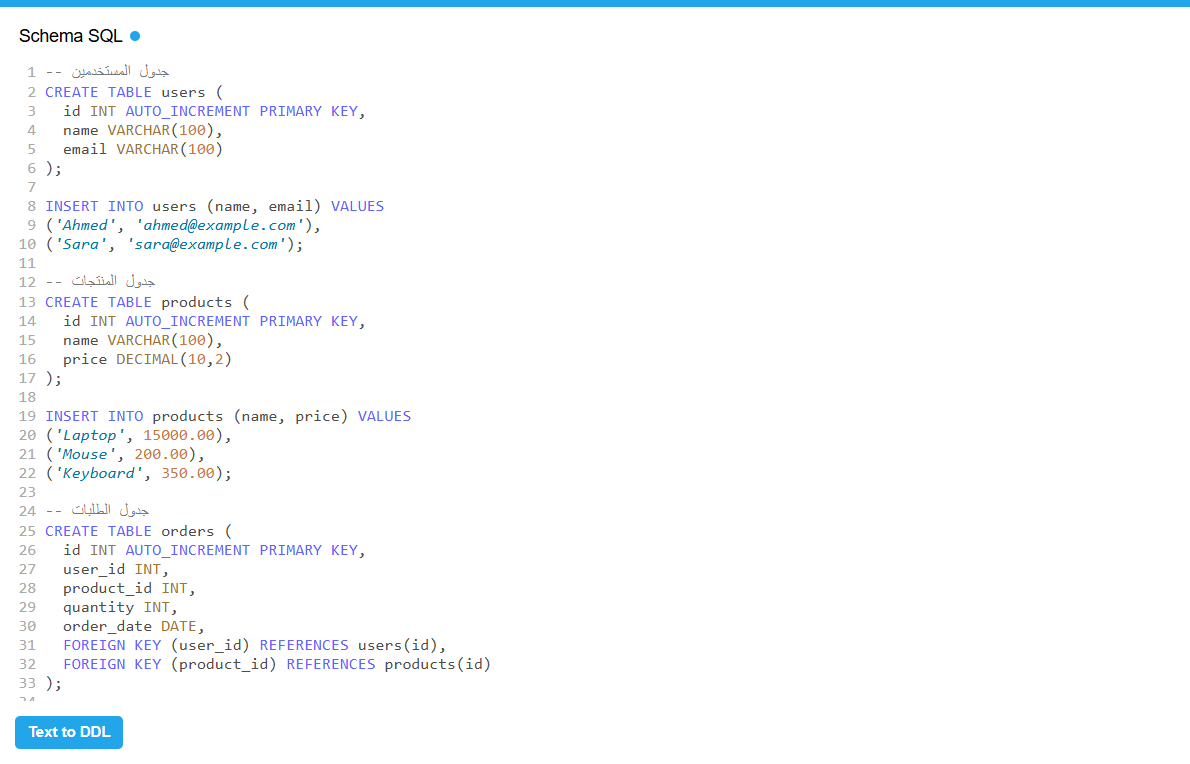 Schema SQL
1 -- جدول المستخدمين
2 CREATE TABLE users (
3   id INT AUTO_INCREMENT PRIMARY KEY,
4   name VARCHAR(100),
5   email VARCHAR(100)
6 );
7
8 INSERT INTO users (name, email) VALUES
9 ('Ahmed', 'ahmed@example.com'),
10 ('Sara', 'sara@example.com');
11
12 -- جدول المنتجات
13 CREATE TABLE products (
14   id INT AUTO_INCREMENT PRIMARY KEY,
15   name VARCHAR(100),
16   price DECIMAL(10,2)
17 );
18
19 INSERT INTO products (name, price) VALUES
20 ('Laptop', 15000.00),
21 ('Mouse', 200.00),
22 ('Keyboard', 350.00);
23
24 -- جدول الطلبات
25 CREATE TABLE orders (
26   id INT AUTO_INCREMENT PRIMARY KEY,
27   user_id INT,
28   product_id INT,
29   quantity INT,
30   order_date DATE,
31   FOREIGN KEY (user_id) REFERENCES users(id),
32   FOREIGN KEY (product_id) REFERENCES products(id)
33 );
34
Text to DDL